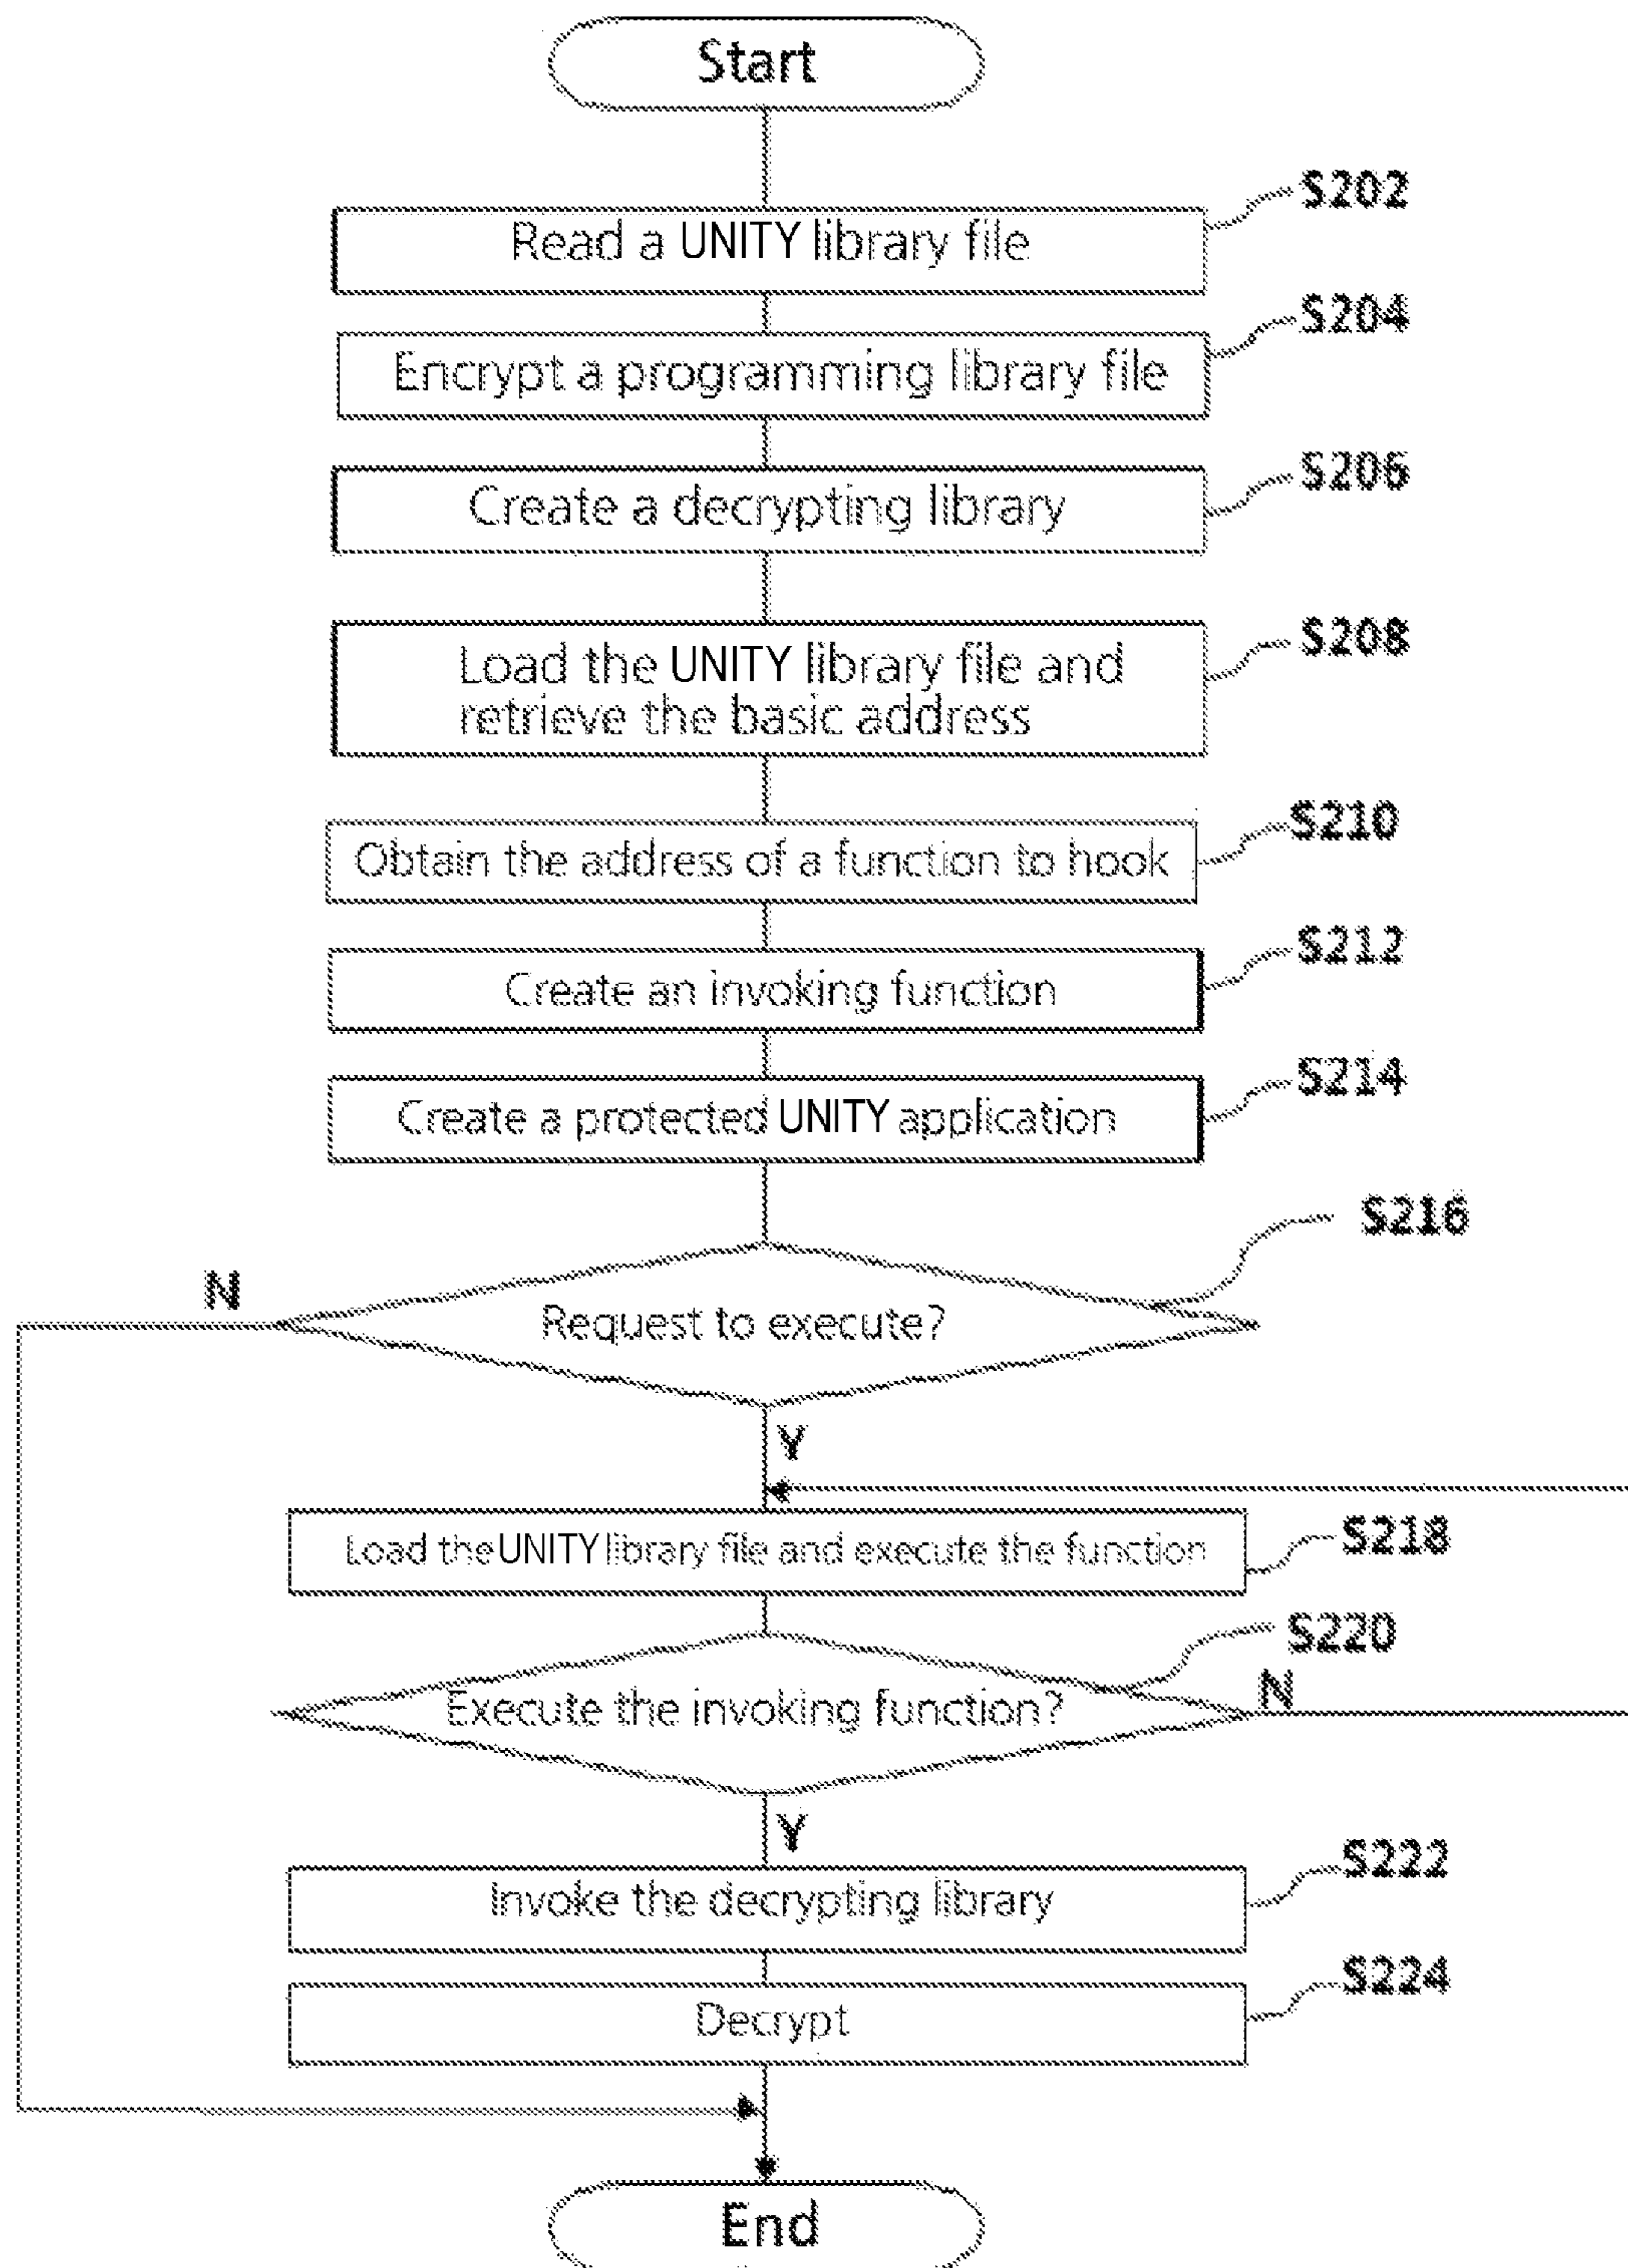 Start
S202
Read a UNITY library file
S204
Encrypt a programming library file
S206
Create a decrypting library
S208
Load the UNITY library file and
retrieve the basic address
S210
Obtain the address of a function to hook
S212
Create an invoking function
S214
Create a protected UNITY application
S216
N
Request to execute?
Y
Load the UNITY library file and execute the function
S218
S220
Execute the invoking function?
N
Y
S222
Invoke the decrypting library
S224
Decrypt
End